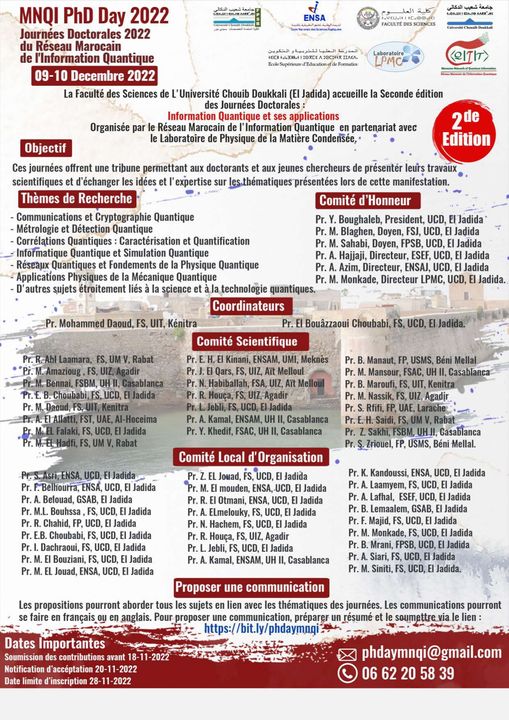 MNQI PhD Day 2022
Journées Doctorales 2022
du Réseau Marocain
de l'Information Quantique
09-10 Decembre 2022
ENSA
FACULTÉ DES SCIENCES
Université Chouaib Doukkali
Ecole Supérieure d'Education et de Formation
Laboratoire
LPMC
La Faculté des Sciences de L'Université Chouib Doukkali (El Jadida) accueille la Seconde édition
des Journées Doctorales :
Information Quantique et ses applications
Organisée par le Réseau Marocain de l'Information Quantique en partenariat avec
le Laboratoire de Physique de la Matière Condensée.
2de
Edition
Objectif
Ces journées offrent une tribune permettant aux doctorants et aux jeunes chercheurs de présenter leurs travaux
scientifiques et d'échanger les idées et l'expertise sur les thématiques présentées lors de cette manifestation.
Thèmes de Recherche
- Communications et Cryptographie Quantique
- Métrologie et Détection Quantique
- Corrélations Quantiques : Caractérisation et Quantification
- Informatique Quantique et Simulation Quantique
- Réseaux Quantiques et Fondements de la Physique Quantique
- Applications Physiques de la Mécanique Quantique
- D'autres sujets étroitement liés à la science et à la technologie quantiques.
Comité d'Honneur
Pr. Y. Boughaleb, President, UCD, El Jadida
Pr. M. Blaghen, Doyen, FSJ, UCD, El Jadida
Pr. M. Sahabi, Doyen, FPSB, UCD, El Jadida
Pr. A. Hajjaji, Directeur, ESEF, UCD, El Jadida
Pr. A. Azim, Directeur, ENSAJ, UCD, El Jadida
Pr. M. Monkade, Directeur LPMC, UCD, El Jadida.
Coordinateurs
Pr. Mohammed Daoud, FS, UIT, Kénitra
Pr. El Bouâzzaoui Choubabi, FS, UCD, El Jadida.
Comité Scientifique
Pr. R. Ahl Laamara, FS, UM V, Rabat
Pr. M. Amazioug, FS, UIZ, Agadir
Pr. M. Bennai, FSBM, UH II, Casablanca
Pr. E. B. Choubabi, FS, UCD, El Jadida
Pr. M. Daoud, FS, UIT, Kenitra
Pr. A. El Allatti, FST, UAE, Al-Hoceima
Pr. M. EL Falaki, FS, UCD, El Jadida
Pr. M. EL Hadfi, FS, UM V, Rabat
Pr. E. H. El Kinani, ENSAM, UMI, Meknès
Pr. J. El Qars, FS, UIZ, Aït Melloul
Pr. N. Habiballah, FSA, UIZ, Aït Melloul
Pr. R. Houça, FS, UIZ, Agadir
Pr. L. Jebli, FS, UCD, El Jadida
Pr. A. Kamal, ENSAM, UH II, Casablanca
Pr. Y. Khedif, FSAC, UH II, Casablanca
Pr. B. Manaut, FP, USMS, Béni Mellal
Pr. M. Mansour, FSAC, UH II, Casablanca
Pr. B. Maroufi, FS, UIT, Kenitra
Pr. M. Nassik, FS, UIZ, Agadir
Pr. S. Rfifi, FP, UAE, Larache
Pr. E. H. Saidi, FS, UM V, Rabat
Pr. Z. Sakhi, FSBM, UH II, Casablanca
Pr. S. Zriouel, FP, USMS, Béni Mellal.
Comité Local d'Organisation
Pr. S. Asri, ENSA, UCD, El Jadida
Pr. F. Belhourra, ENSA, UCD, El Jadida
Pr. A. Belouad, GSAB, El Jadida
Pr. M.L. Bouhssa , FS, UCD, El Jadida
Pr. R. Chahid, FP, UCD, El Jadida
Pr. E.B. Choubabi, FS, UCD, El Jadida
Pr. I. Dachraoui, FS, UCD, El Jadida
Pr. M. El Bouziani, FS, UCD, El Jadida
Pr. M. EL Jouad, ENSA, UCD, El Jadida
Pr. Z. EL Jouad, FS, UCD, El Jadida
Pr. M. El mouden, ENSA, UCD, El Jadida
Pr. R. El Otmani, ENSA, UCD, El Jadida
Pr. A. ELmelouky, FS, UCD, El Jadida
Pr. N. Hachem, FS, UCD, El Jadida
Pr. R. Houça, FS, UIZ, Agadir
Pr. L. Jebli, FS, UCD, El Jadida
Pr. A. Kamal, ENSAM, UH II, Casablanca
Pr. K. Kandoussi, ENSA, UCD, El Jadida
Pr. A. Laamyem, FS, UCD, El Jadida
Pr. A. Lafhal, ESEF, UCD, El Jadida
Pr. B. Lemaalem, GSAB, El Jadida
Pr. F. Majid, FS, UCD, El Jadida
Pr. M. Monkade, FS, UCD, El Jadida
Pr. B. Mrani, FPSB, UCD, El Jadida
Pr. A. Siari, FS, UCD, El Jadida
Pr. M. Siniti, FS, UCD, El Jadida.
Proposer une communication
Les propositions pourront aborder tous les sujets en lien avec les thématiques des journées. Les communications pourront
se faire en français ou en anglais. Pour proposer une communication, préparer un résumé et le soumettre via le lien :
https://bit.ly/phdaymnqi
Dates Importantes
Soumission des contributions avant 18-11-2022
Notification d'accéptation 20-11-2022
Date limite d'inscription 28-11-2022
phdaymnqi@gmail.com
06 62 20 58 39